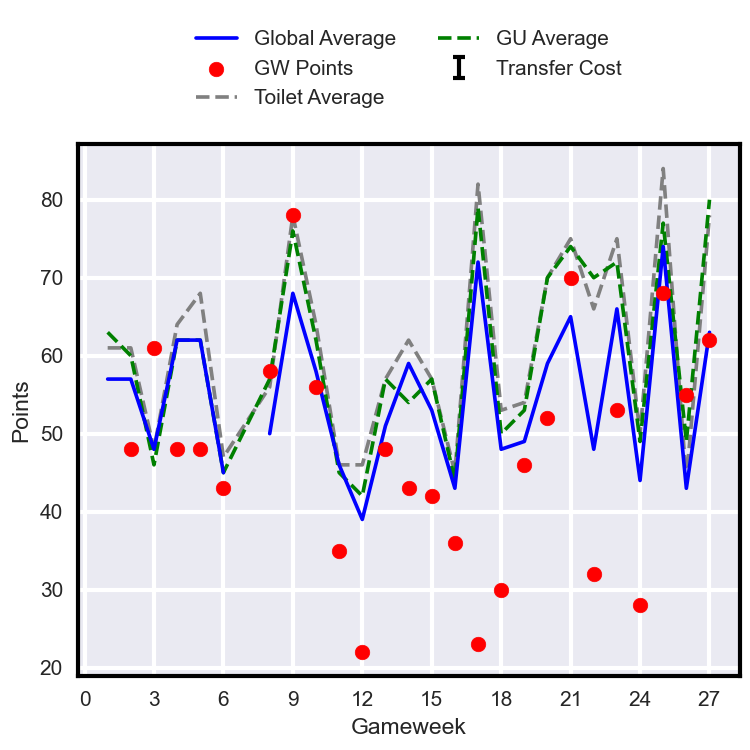 Global Average
GW Points
Toilet Average
GU Average
Transfer Cost
80
70
60
50
40
30
20
Points
0 3 6 9 12 15 18 21 24 27
Gameweek